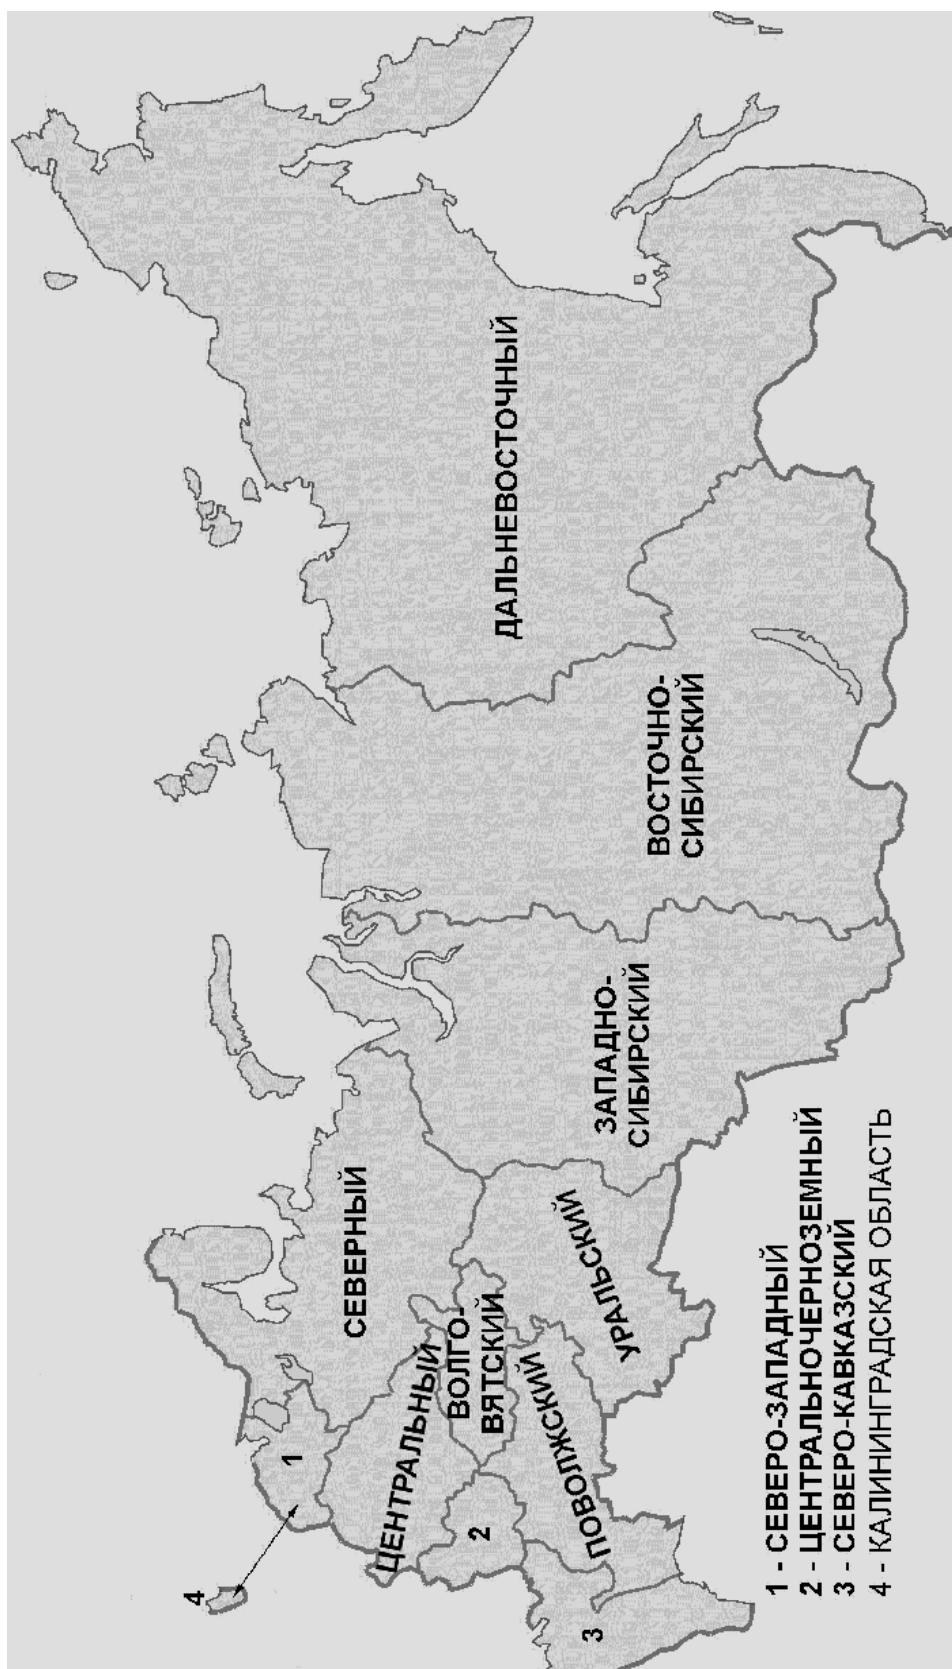 СЕВЕРНЫЙ
ЦЕНТРАЛЬНЫЙ
ВОЛГО-
ВЯТСКИЙ
ПОВОЛЖСКИЙ
УРАЛЬСКИЙ
ЗАПАДНО-
СИБИРСКИЙ
ВОСТОЧНО-
СИБИРСКИЙ
ДАЛЬНЕВОСТОЧНЫЙ
4
1
2
3
1 - СЕВЕРО-ЗАПАДНЫЙ
2 - ЦЕНТРАЛЬНОЧЕРНОЗЕМНЫЙ
3 - СЕВЕРО-КАВКАЗСКИЙ
4 - КАЛИНИНГРАДСКАЯ ОБЛАСТЬ